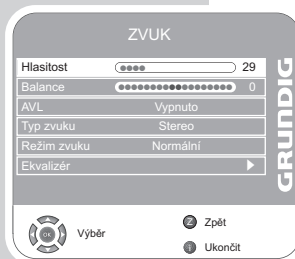 ZVUK
Hlasitost 29
Balance 0
AVL Vypnuto
Typ zvuku Stereo
Režim zvuku Normální
Ekvalizér
GRUNDIG
OK Výběr
Z Zpět
i Ukončit